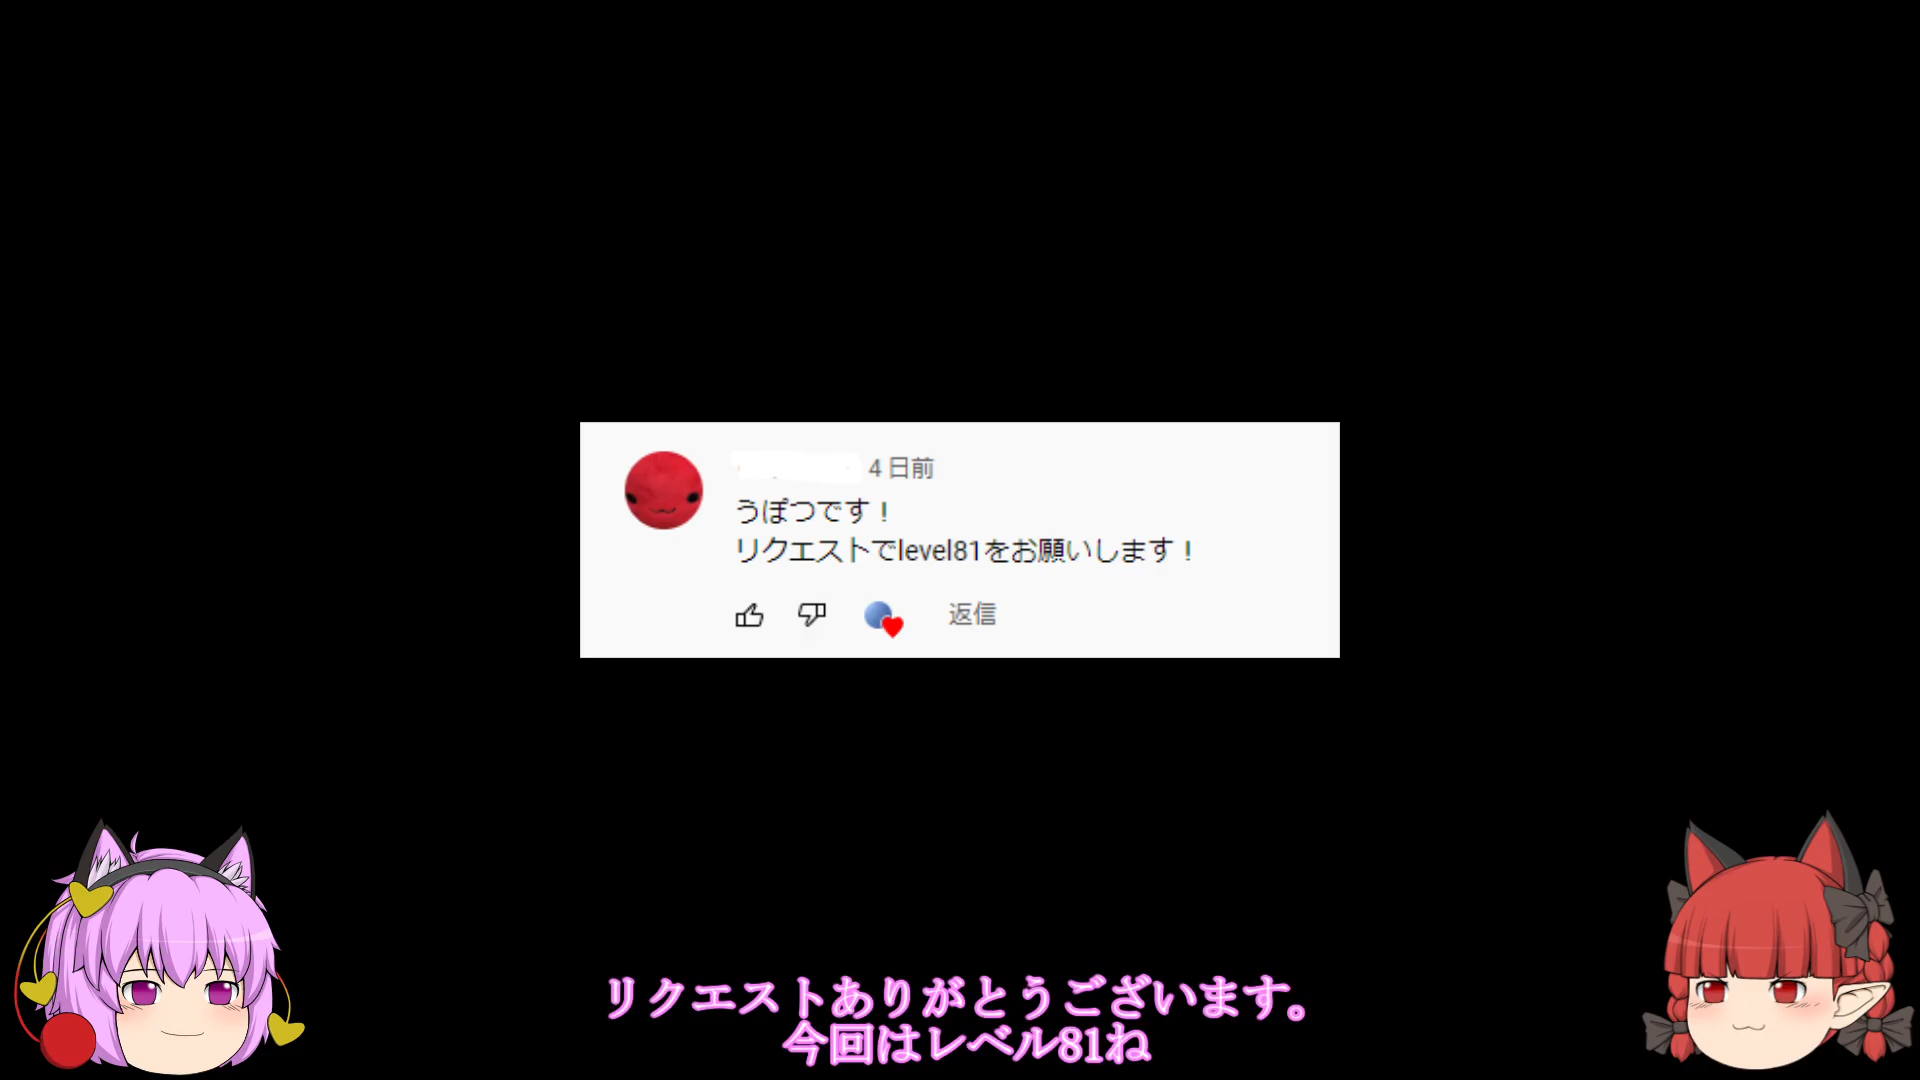 4 日前
うぽつです！
リクエストでlevel81をお願いします！
返信
リクエストありがとうございます。
今回はレベル81ね